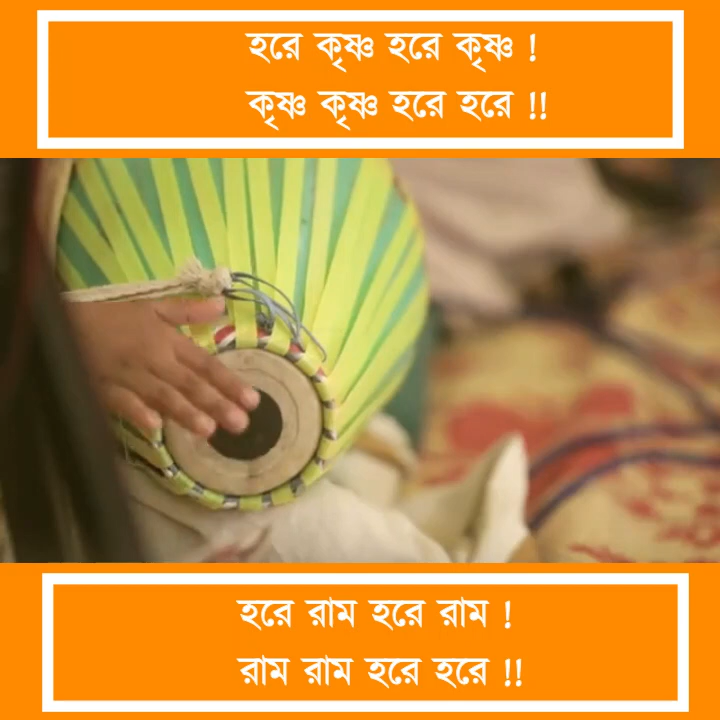 হরে কৃষ্ণ হরে কৃষ্ণ !
কৃষ্ণ কৃষ্ণ হরে হরে !!
হরে রাম হরে রাম !
রাম রাম হরে হরে !!